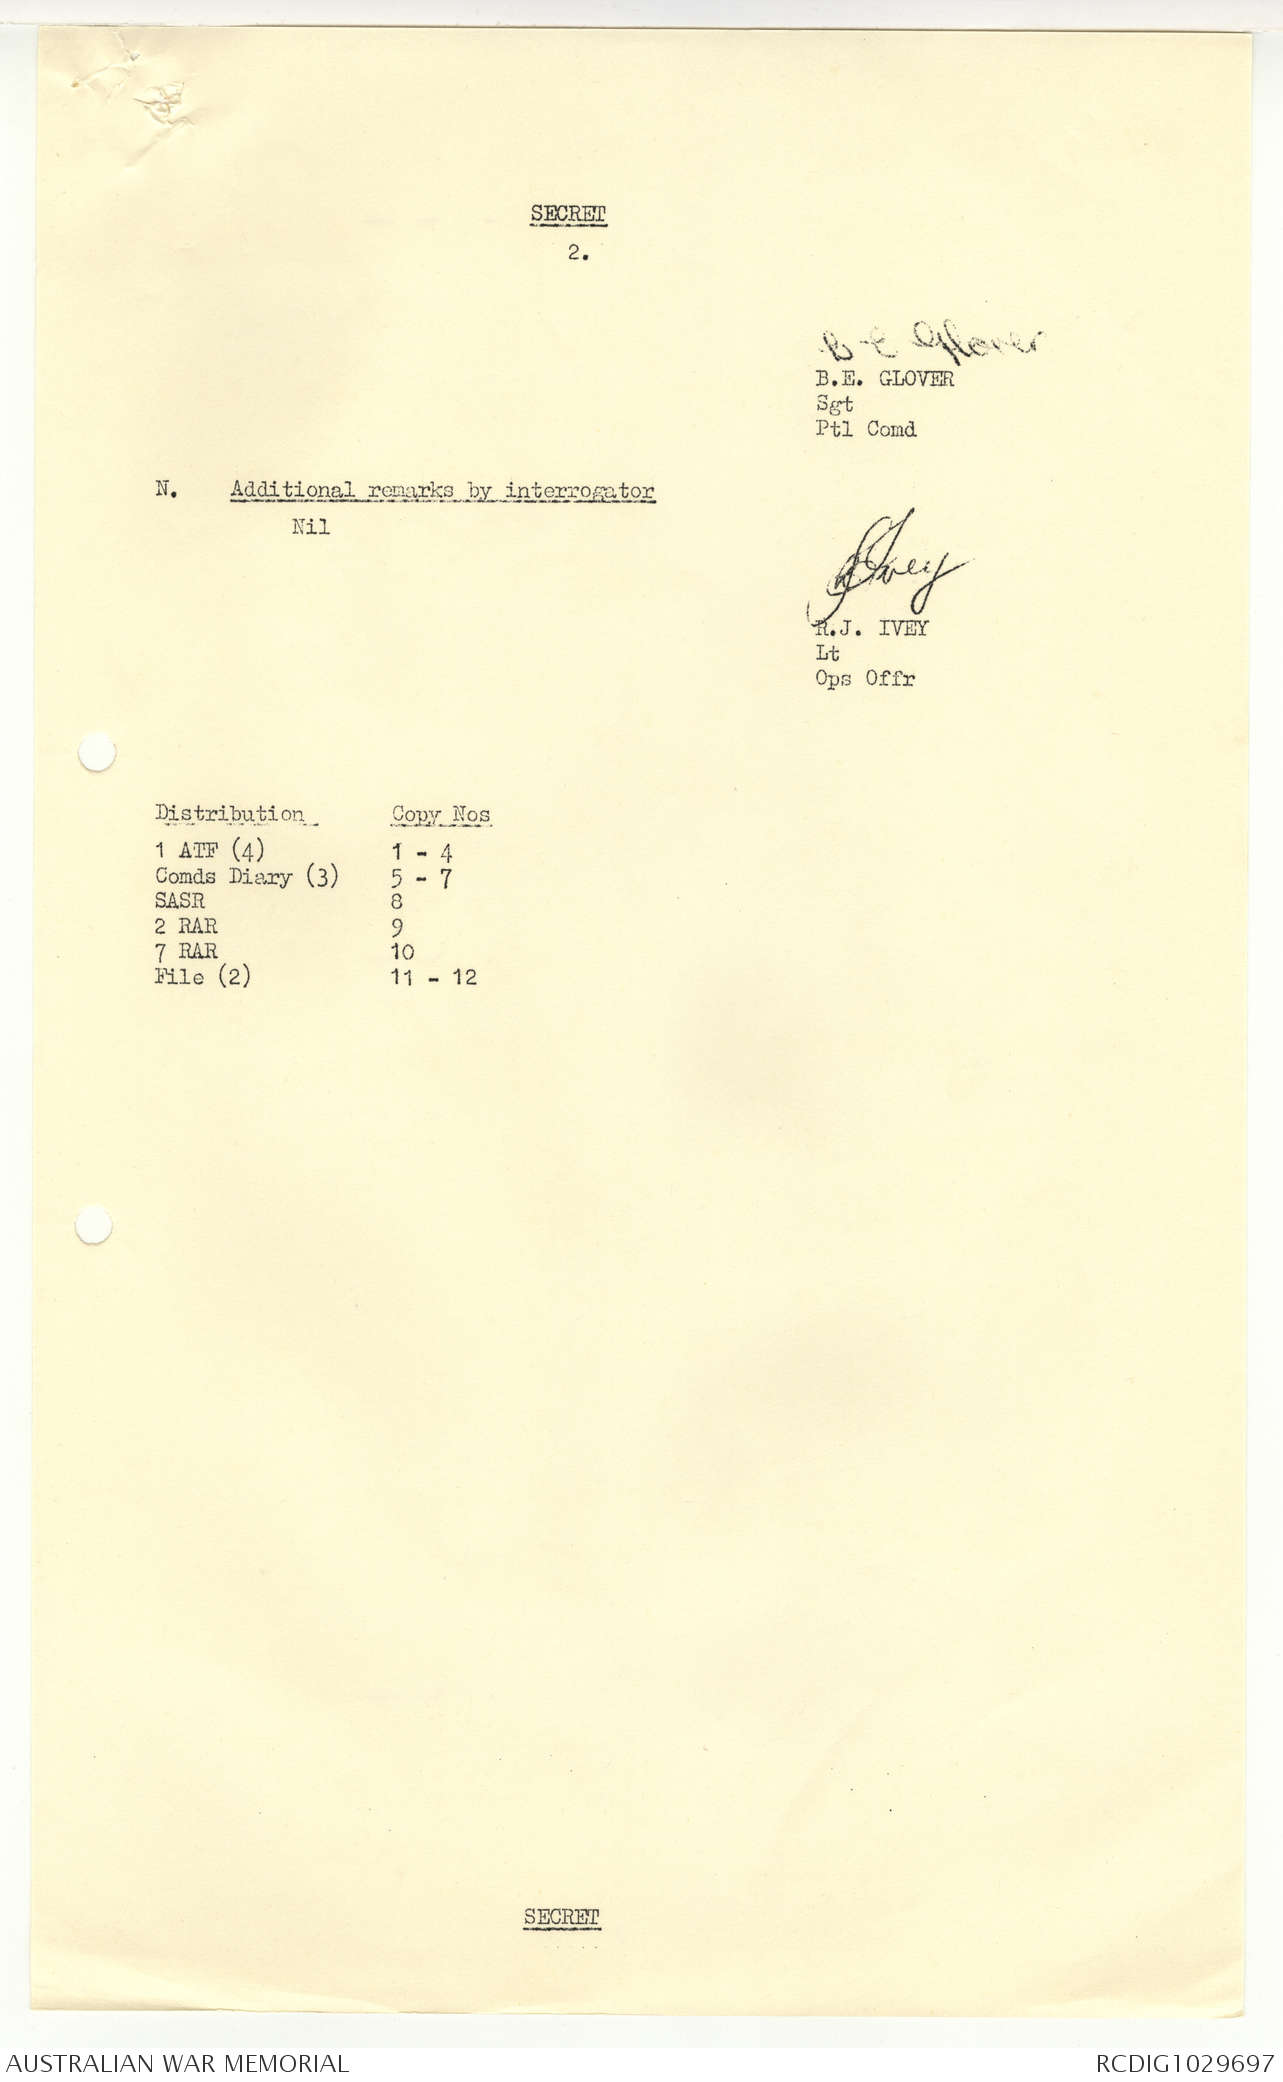 SECRET
2.
B E Glover
B.E. GLOVER
Sgt
Ptl Comd
N. Additional remarks by interrogator
Nil
R.J. IVEY
Lt
Ops Offr
Distribution Copy Nos
1 ATF (4) 1 - 4
Comds Diary (3) 5 - 7
SASR 8
2 RAR 9
7 RAR 10
File (2) 11 - 12
SECRET
AUSTRALIAN WAR MEMORIAL RCDIG1029697